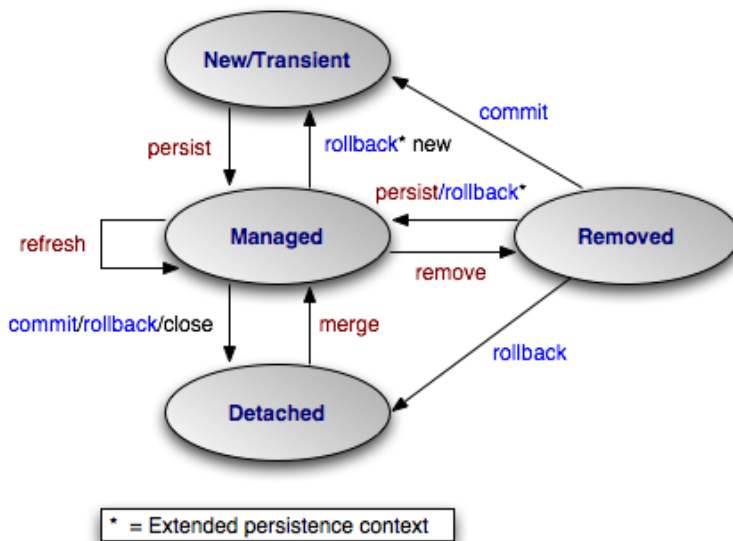 New/Transient
commit
persist
rollback* new
persist/rollback*
refresh
Managed
Removed
remove
commit/rollback/close
merge
rollback
Detached
* = Extended persistence context